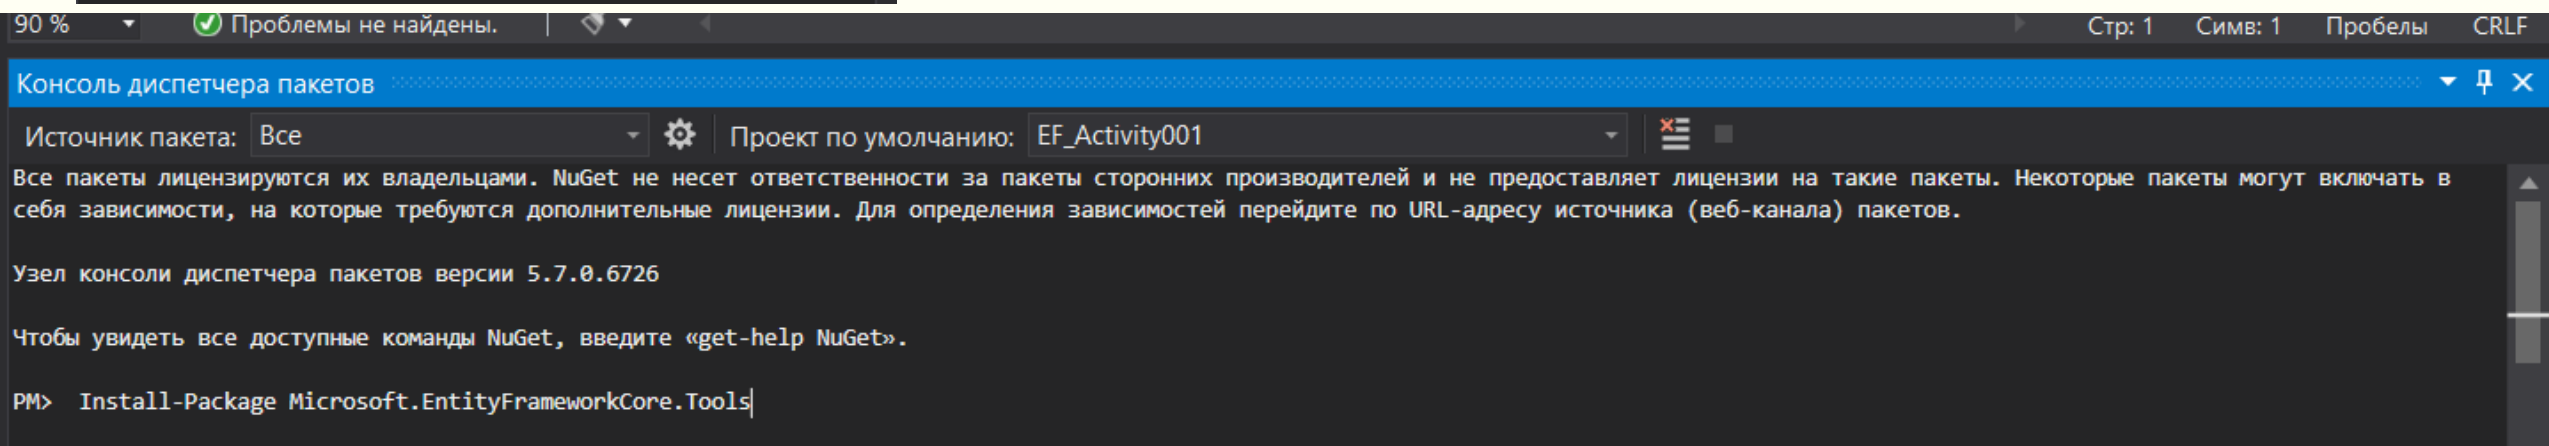 90 % Проблемы не найдены. Стр: 1 Симв: 1 Пробелы CRLF
Консоль диспетчера пакетов
Источник пакета: Все Проект по умолчанию: EF_Activity001
Все пакеты лицензируются их владельцами. NuGet не несет ответственности за пакеты сторонних производителей и не предоставляет лицензии на такие пакеты. Некоторые пакеты могут включать в
себя зависимости, на которые требуются дополнительные лицензии. Для определения зависимостей перейдите по URL-адресу источника (веб-канала) пакетов.
Узел консоли диспетчера пакетов версии 5.7.0.6726
Чтобы увидеть все доступные команды NuGet, введите «get-help NuGet».
PM> Install-Package Microsoft.EntityFrameworkCore.Tools